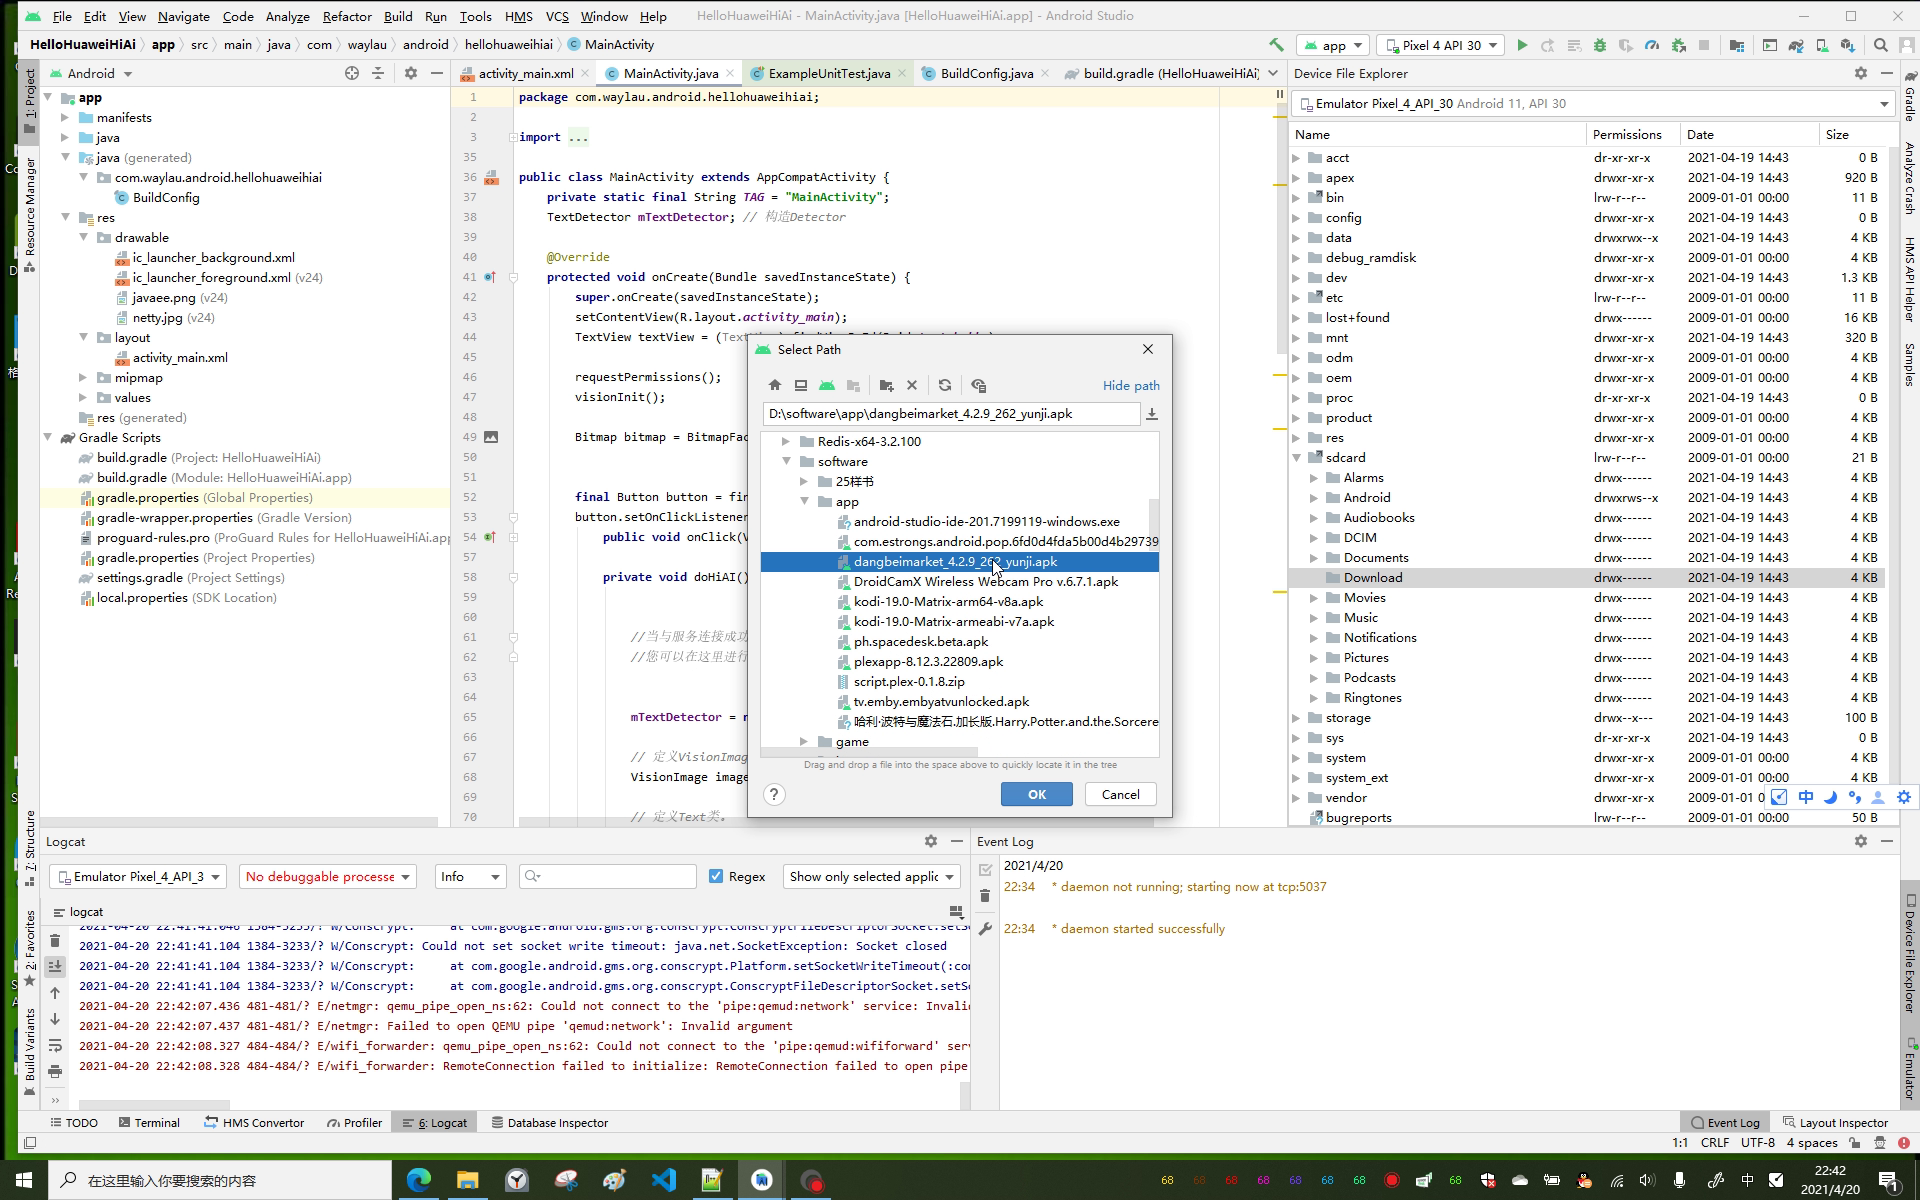 File Edit View Navigate Code Analyze Refactor Build Run Tools HMS VCS Window Help HelloHuaweiHiAi - MainActivity.java [HelloHuaweiHiAi.app] - Android Studio
HelloHuaweiHiAi app src main java com waylau android hellohuaweihiai MainActivity
app Pixel 4 API 30
Android
1: Project
Resource Manager
7: Structure
2: Favorites
Build Variants
app
manifests
java
java (generated)
com.waylau.android.hellohuaweihiai
BuildConfig
res
drawable
ic_launcher_background.xml
ic_launcher_foreground.xml (v24)
javaee.png (v24)
netty.jpg (v24)
layout
activity_main.xml
mipmap
values
res (generated)
Gradle Scripts
build.gradle (Project: HelloHuaweiHiAi)
build.gradle (Module: HelloHuaweiHiAi.app)
gradle.properties (Global Properties)
gradle-wrapper.properties (Gradle Version)
proguard-rules.pro (ProGuard Rules for HelloHuaweiHiAi.app
gradle.properties (Project Properties)
settings.gradle (Project Settings)
local.properties (SDK Location)
activity_main.xml MainActivity.java ExampleUnitTest.java BuildConfig.java build.gradle (HelloHuaweiHiAi)
1 package com.waylau.android.hellohuaweihiai;
2
3 import ...
35
36 public class MainActivity extends AppCompatActivity {
37 private static final String TAG = "MainActivity";
38 TextDetector mTextDetector; // 构造Detector
39
40 @Override
41 protected void onCreate(Bundle savedInstanceState) {
42 super.onCreate(savedInstanceState);
43 setContentView(R.layout.activity_main);
44 TextView textView = (Tex
45
46 requestPermissions();
47 visionInit();
48
49 Bitmap bitmap = BitmapFac
50
51
52 final Button button = fin
53 button.setOnClickListener
54 public void onClick(V
57
58 private void doHiAI()
59
60
61 //当与服务连接成功
62 //您可以在这里进行
63
64
65 mTextDetector = n
66
67 // 定义VisionImag
68 VisionImage image
69
70 // 定义Text类。
Select Path
Hide path
D:\software\app\dangbeimarket_4.2.9_262_yunji.apk
Redis-x64-3.2.100
software
25样书
app
android-studio-ide-201.7199119-windows.exe
com.estrongs.android.pop.6fd0d4fda5b00d4b29739
dangbeimarket_4.2.9_262_yunji.apk
DroidCamX Wireless Webcam Pro v.6.7.1.apk
kodi-19.0-Matrix-arm64-v8a.apk
kodi-19.0-Matrix-armeabi-v7a.apk
ph.spacedesk.beta.apk
plexapp-8.12.3.22809.apk
script.plex-0.1.8.zip
tv.emby.embyatvunlocked.apk
哈利·波特与魔法石.加长版.Harry.Potter.and.the.Sorcere
game
Drag and drop a file into the space above to quickly locate it in the tree
? OK Cancel
Device File Explorer
Emulator Pixel_4_API_30 Android 11, API 30
Name Permissions Date Size
acct dr-xr-xr-x 2021-04-19 14:43 0 B
apex drwxr-xr-x 2021-04-19 14:43 920 B
bin lrw-r--r-- 2009-01-01 00:00 11 B
config drwxr-xr-x 2021-04-19 14:43 0 B
data drwxrwx--x 2021-04-19 14:43 4 KB
debug_ramdisk drwxr-xr-x 2009-01-01 00:00 4 KB
dev drwxr-xr-x 2021-04-19 14:43 1.3 KB
etc lrw-r--r-- 2009-01-01 00:00 11 B
lost+found drwx------ 2009-01-01 00:00 16 KB
mnt drwxr-xr-x 2021-04-19 14:43 320 B
odm drwxr-xr-x 2009-01-01 00:00 4 KB
oem drwxr-xr-x 2009-01-01 00:00 4 KB
proc dr-xr-xr-x 2021-04-19 14:43 0 B
product drwxr-xr-x 2009-01-01 00:00 4 KB
res drwxr-xr-x 2009-01-01 00:00 4 KB
sdcard lrw-r--r-- 2009-01-01 00:00 21 B
Alarms drwx------ 2021-04-19 14:43 4 KB
Android drwxrws--x 2021-04-19 14:43 4 KB
Audiobooks drwx------ 2021-04-19 14:43 4 KB
DCIM drwx------ 2021-04-19 14:43 4 KB
Documents drwx------ 2021-04-19 14:43 4 KB
Download drwx------ 2021-04-19 14:43 4 KB
Movies drwx------ 2021-04-19 14:43 4 KB
Music drwx------ 2021-04-19 14:43 4 KB
Notifications drwx------ 2021-04-19 14:43 4 KB
Pictures drwx------ 2021-04-19 14:43 4 KB
Podcasts drwx------ 2021-04-19 14:43 4 KB
Ringtones drwx------ 2021-04-19 14:43 4 KB
storage drwx--x--- 2021-04-19 14:43 100 B
sys dr-xr-xr-x 2021-04-19 14:43 0 B
system drwxr-xr-x 2009-01-01 00:00 4 KB
system_ext drwxr-xr-x 2009-01-01 00:00 4 KB
vendor drwxr-xr-x 2009-01-01 0
bugreports lrw-r--r-- 2009-01-01 00:00 50 B
中
Gradle
Analyze Crash
HMS API Helper
Samples
Device File Explorer
Emulator
Logcat
Emulator Pixel_4_API_3 No debuggable processe Info Regex Show only selected applic
logcat
2021-04-20 22:41:41.104 1384-3233/? W/Conscrypt: Could not set socket write timeout: java.net.SocketException: Socket closed
2021-04-20 22:41:41.104 1384-3233/? W/Conscrypt: at com.google.android.gms.org.conscrypt.Platform.setSocketWriteTimeout(:co
2021-04-20 22:41:41.104 1384-3233/? W/Conscrypt: at com.google.android.gms.org.conscrypt.ConscryptFileDescriptorSocket.setSo
2021-04-20 22:42:07.436 481-481/? E/netmgr: qemu_pipe_open_ns:62: Could not connect to the 'pipe:qemud:network' service: Invali
2021-04-20 22:42:07.437 481-481/? E/netmgr: Failed to open QEMU pipe 'qemud:network': Invalid argument
2021-04-20 22:42:08.327 484-484/? E/wifi_forwarder: qemu_pipe_open_ns:62: Could not connect to the 'pipe:qemud:wififorward' ser
2021-04-20 22:42:08.328 484-484/? E/wifi_forwarder: RemoteConnection failed to initialize: RemoteConnection failed to open pipe
Event Log
2021/4/20
22:34 * daemon not running; starting now at tcp:5037
22:34 * daemon started successfully
TODO Terminal HMS Convertor Profiler 6: Logcat Database Inspector Event Log Layout Inspector
1:1 CRLF UTF-8 4 spaces
在这里输入你要搜索的内容
68 68 68 68 68 68 68 68 中
22:42
2021/4/20
1